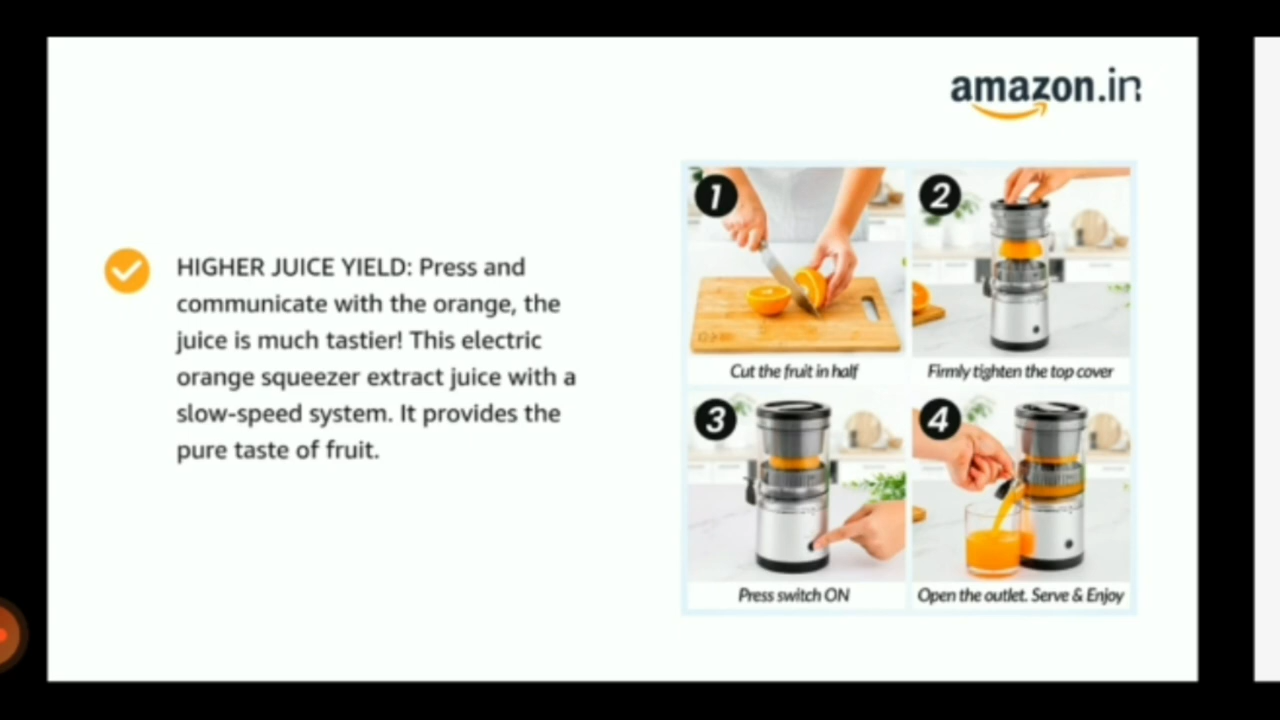 amazon.in
HIGHER JUICE YIELD: Press and
communicate with the orange, the
juice is much tastier! This electric
orange squeezer extract juice with a
slow-speed system. It provides the
pure taste of fruit.
1
Cut the fruit in half
2
Firmly tighten the top cover
3
Press switch ON
4
Open the outlet. Serve & Enjoy